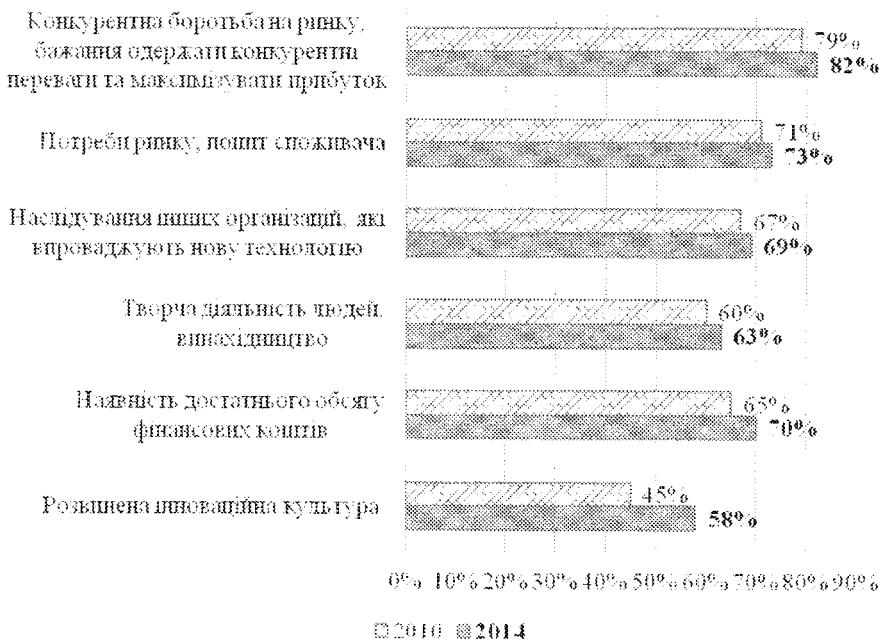 Конкурентна боротьба на ринку,
бажання одержати конкурентні
переваги та максимізувати прибуток
79%
82%
Потреби ринку, попит споживача
71%
73%
Наслідування інших організацій, які
впроваджують нову технологію
67%
69%
Творча діяльність людей,
винахідництво
60%
63%
Наявність достатнього обсягу
фінансових коштів
65%
70%
Розвинена інноваційна культура
45%
58%
0% 10% 20% 30% 40% 50% 60% 70% 80% 90%
2010 2014